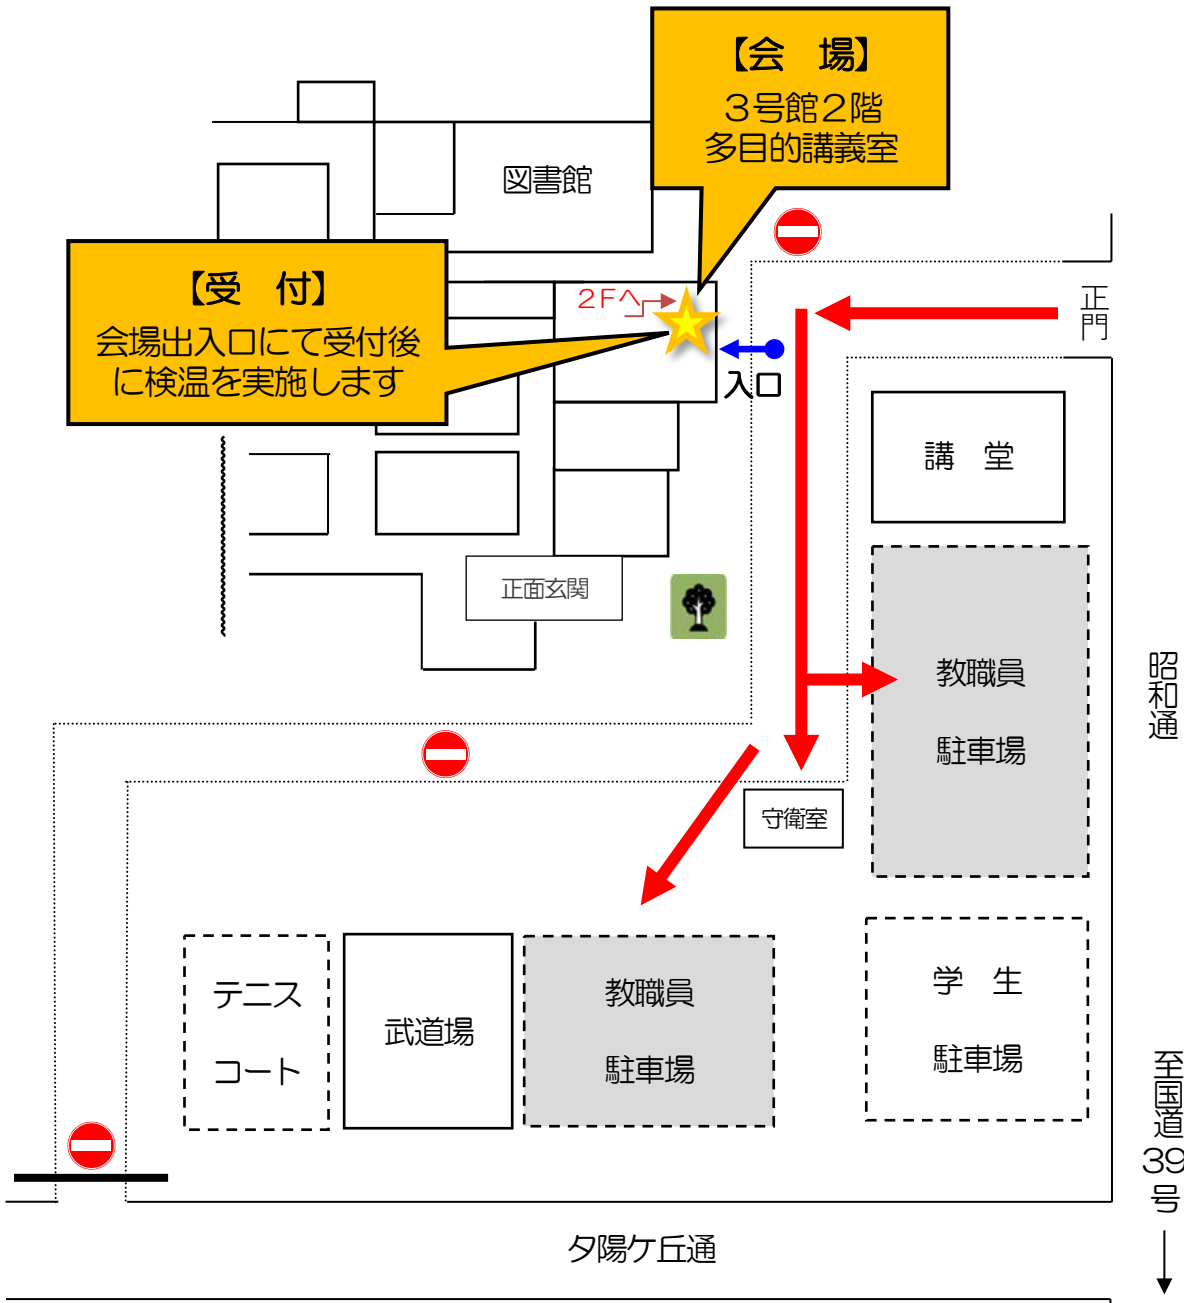 【会　場】
３号館２階
多目的講義室
図書館
【受　付】
会場出入口にて受付後
に検温を実施します
２Fへ
入口
正門
講　堂
正面玄関
教職員
駐車場
昭和通
守衛室
テニス
コート
武道場
教職員
駐車場
学　生
駐車場
至国道39号
夕陽ケ丘通